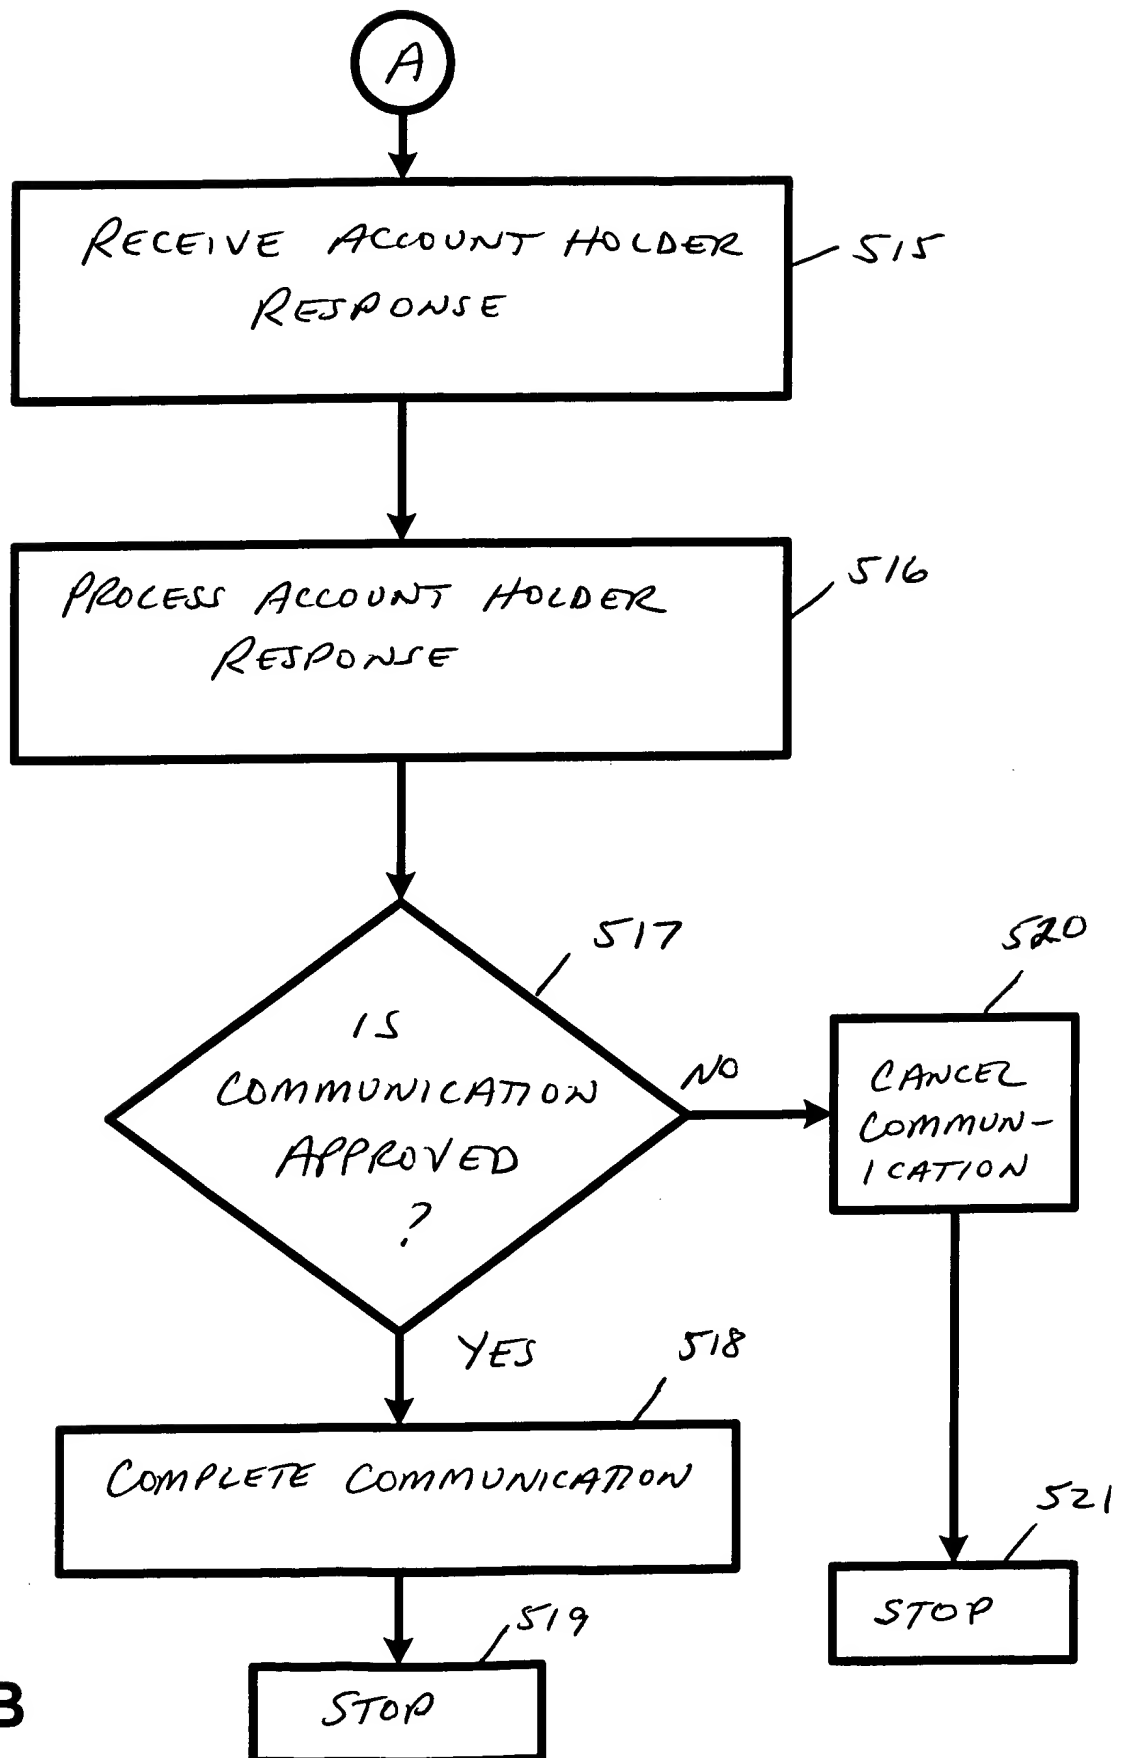 A
RECEIVE ACCOUNT HOLDER
RESPONSE
515
PROCESS ACCOUNT HOLDER
RESPONSE
516
517
IS
COMMUNICATION
APPROVED
?
NO
520
CANCEL
COMMUN-
ICATION
YES
518
COMPLETE COMMUNICATION
521
STOP
519
STOP
B